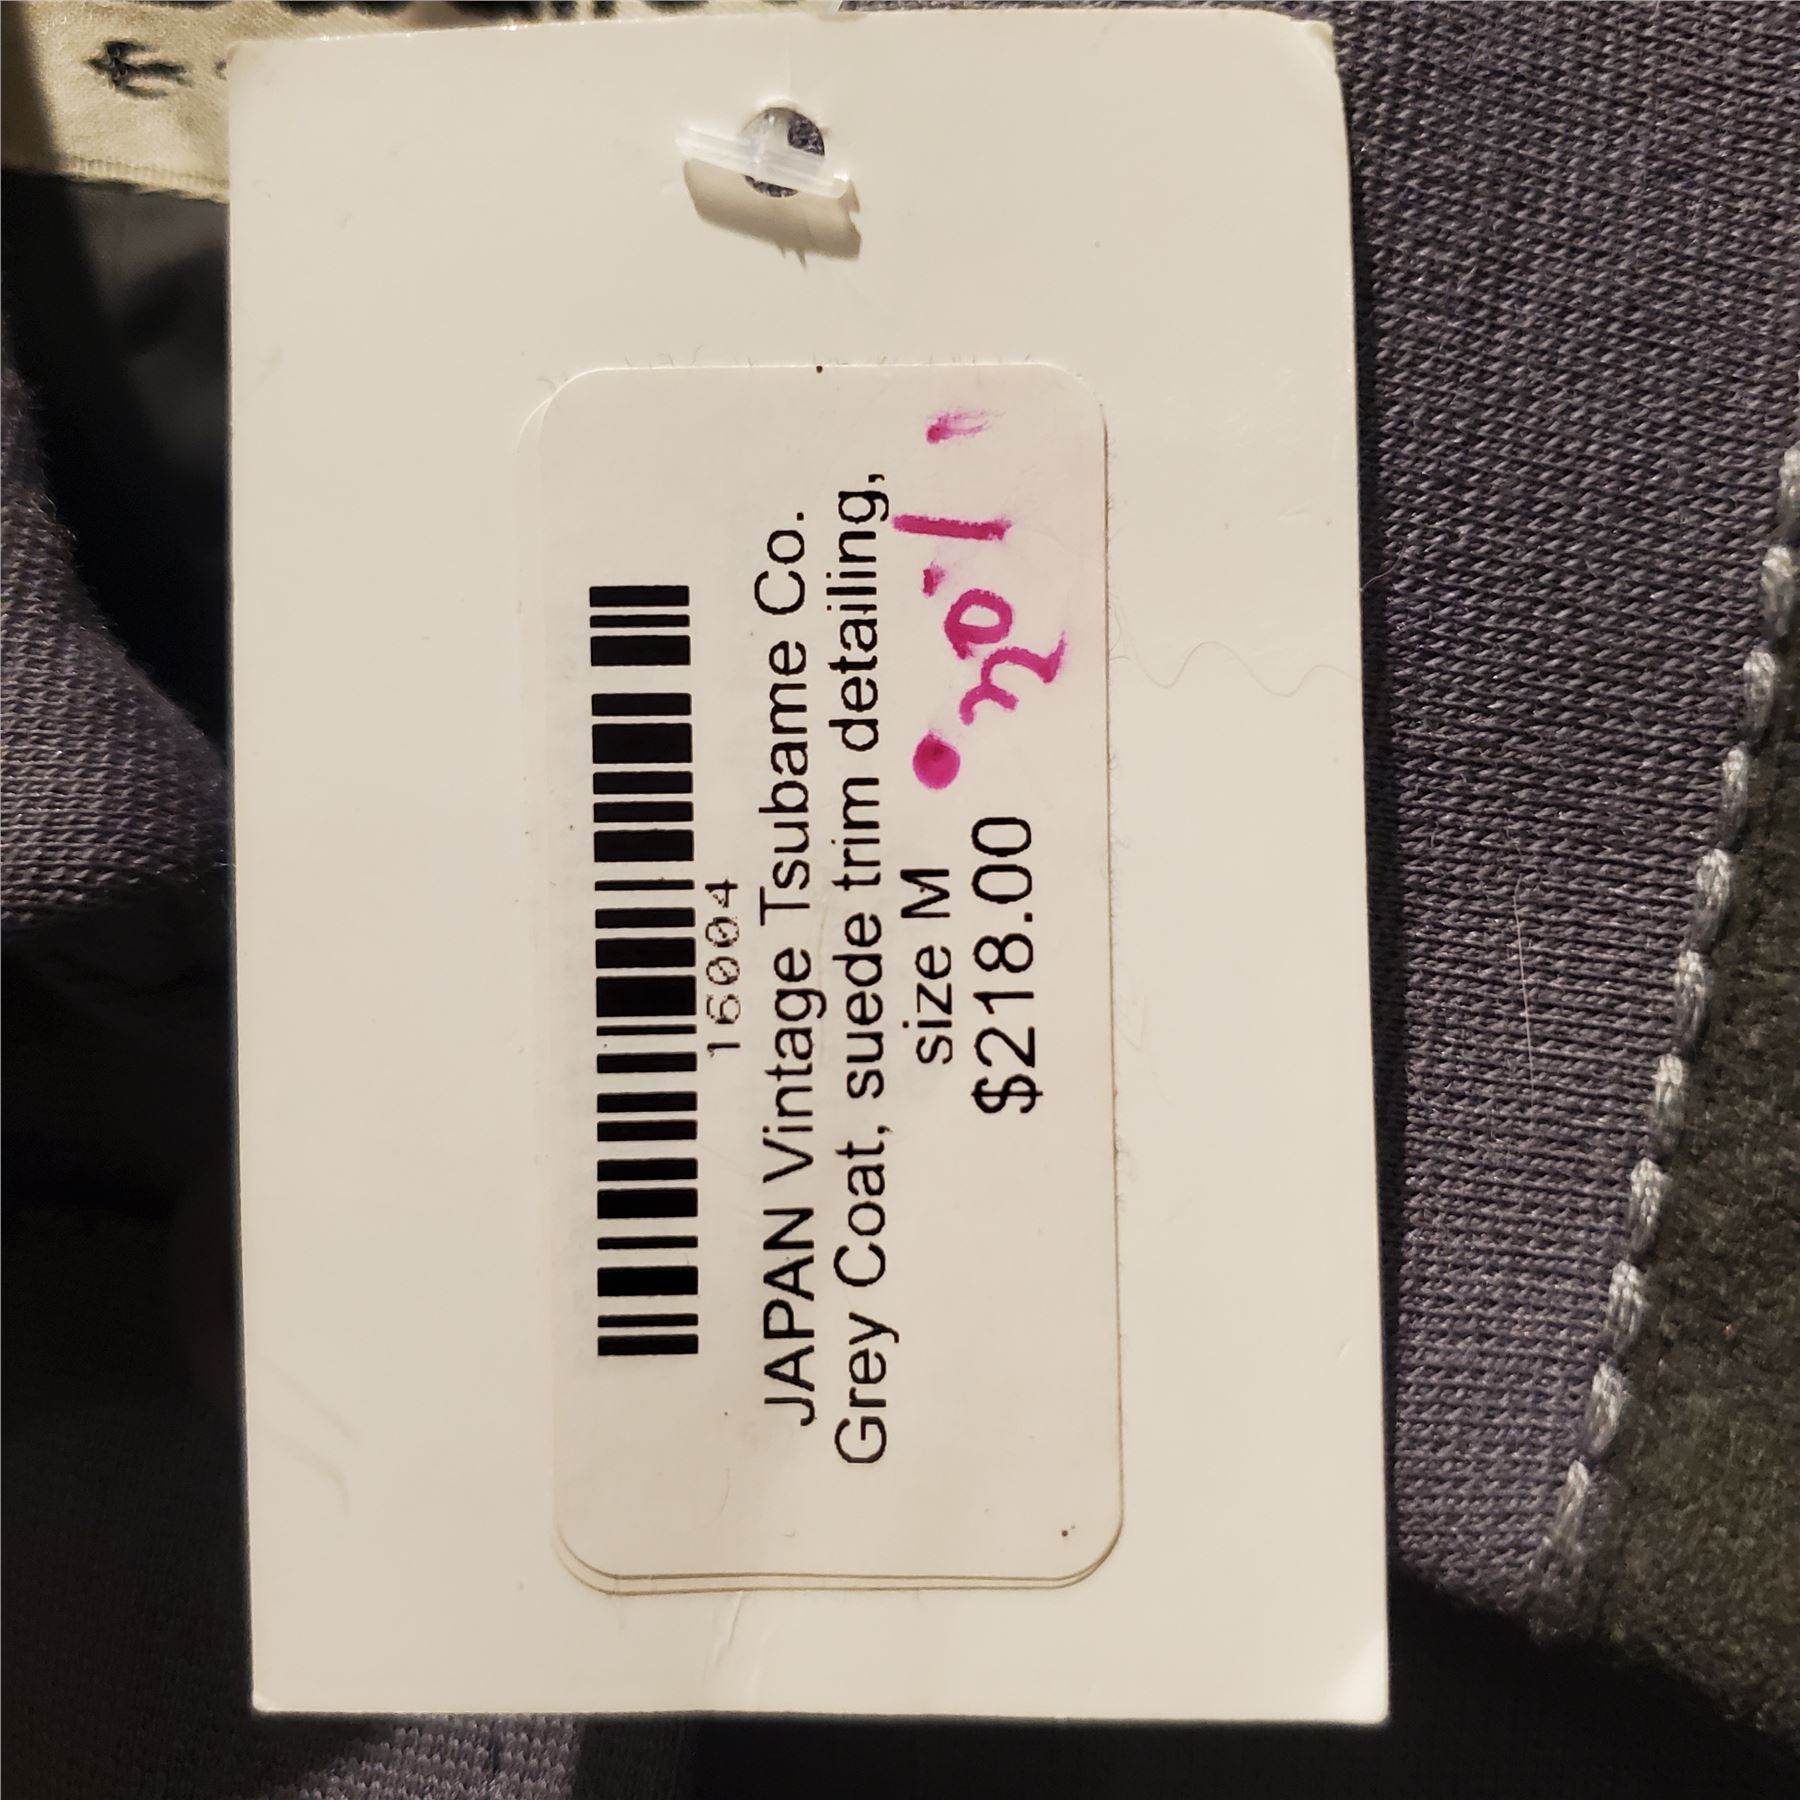 16004
JAPAN Vintage Tsubame Co.
Grey Coat, suede trim detailing,
size M
$218.00